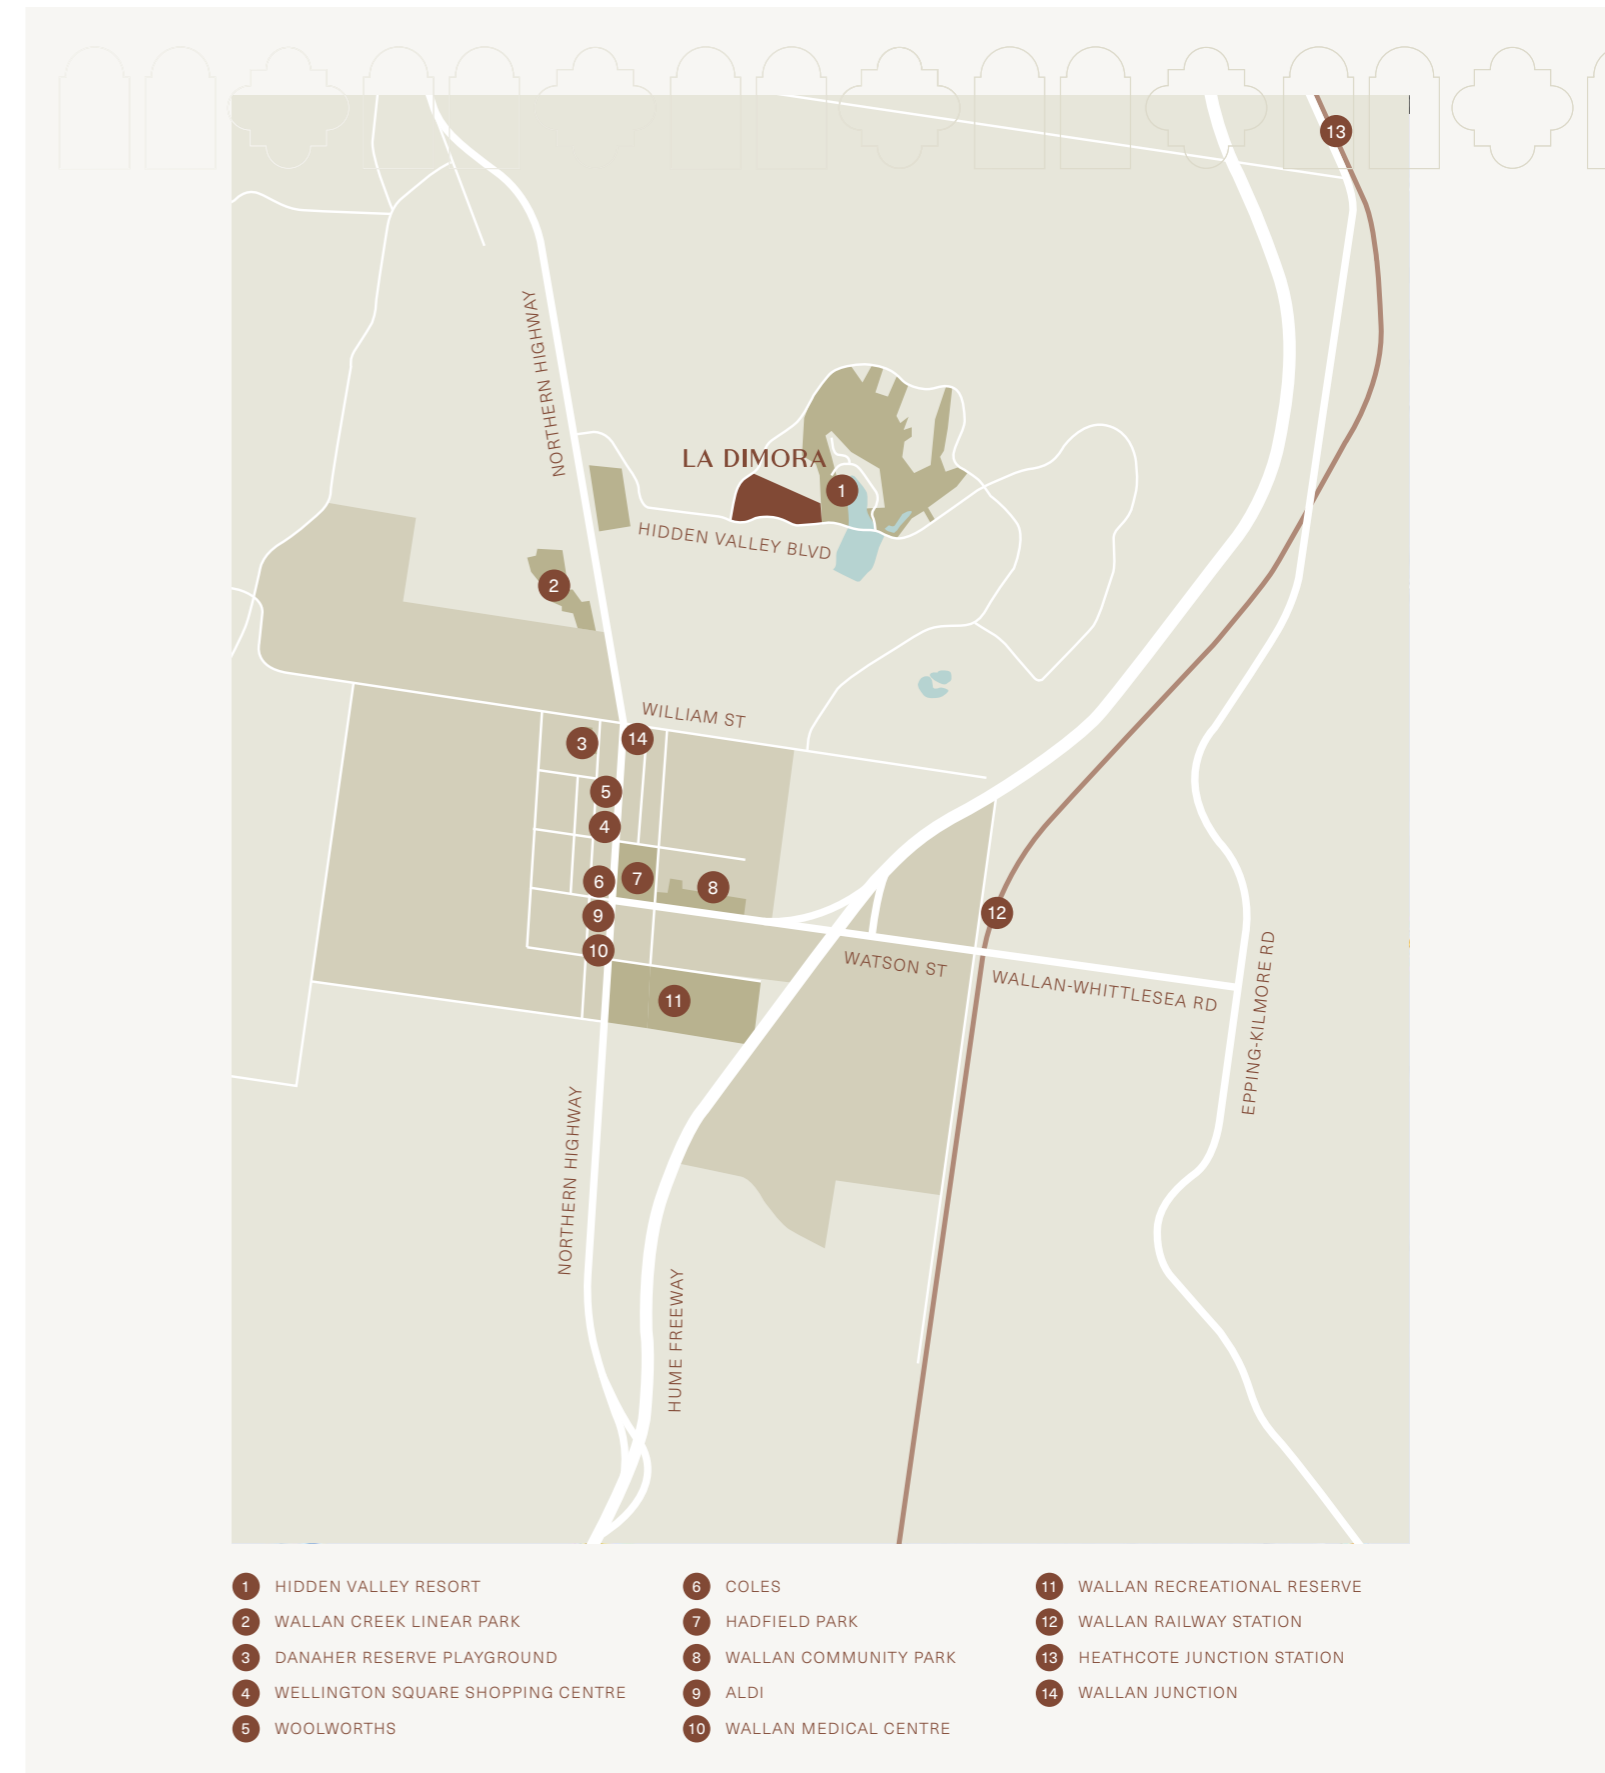 13
NORTHERN HIGHWAY
LA DIMORA
1
HIDDEN VALLEY BLVD
2
WILLIAM ST
3
14
5
4
6
7
8
9
12
10
WATSON ST
WALLAN-WHITTLESEA RD
EPPING-KILMORE RD
11
NORTHERN HIGHWAY
HUME FREEWAY
1 HIDDEN VALLEY RESORT
2 WALLAN CREEK LINEAR PARK
3 DANAHER RESERVE PLAYGROUND
4 WELLINGTON SQUARE SHOPPING CENTRE
5 WOOLWORTHS
6 COLES
7 HADFIELD PARK
8 WALLAN COMMUNITY PARK
9 ALDI
10 WALLAN MEDICAL CENTRE
11 WALLAN RECREATIONAL RESERVE
12 WALLAN RAILWAY STATION
13 HEATHCOTE JUNCTION STATION
14 WALLAN JUNCTION